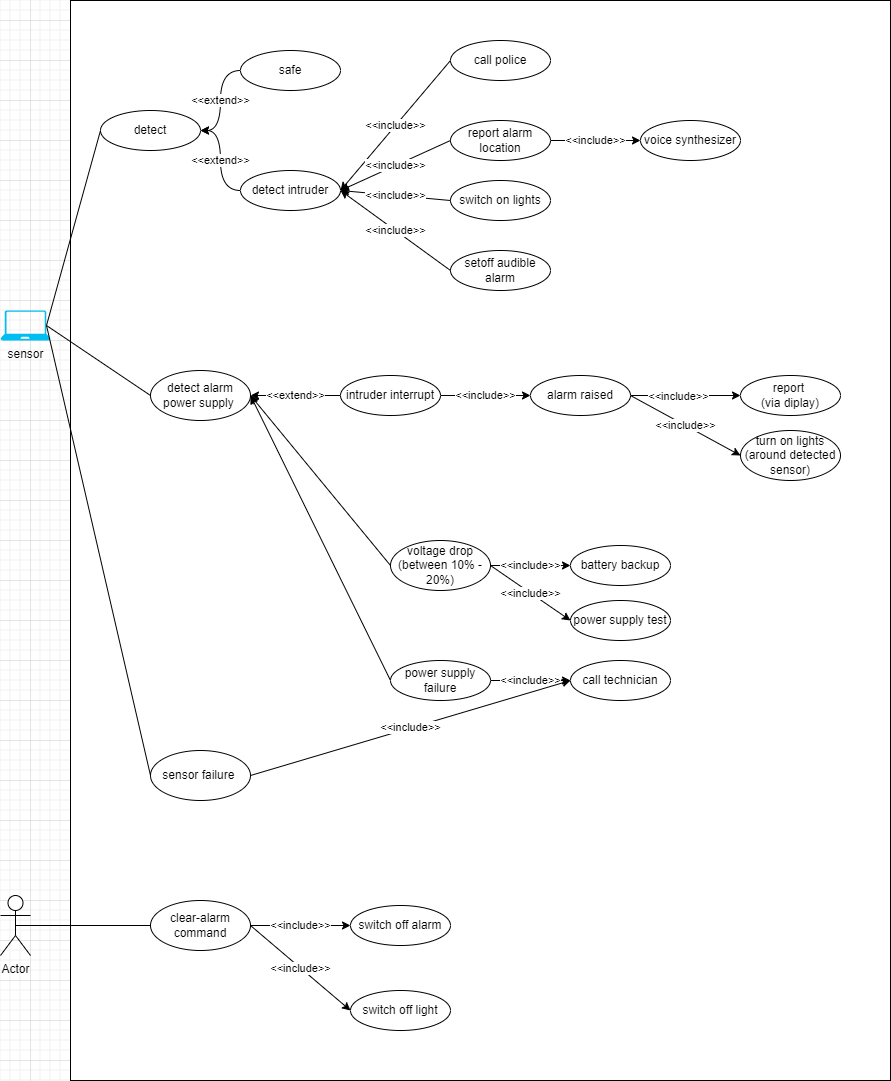 safe
<<extend>>
detect
<<extend>>
detect intruder
call police
<<include>>
report alarm
location
<<include>>
voice synthesizer
<<include>>
<<include>>
switch on lights
<<include>>
setoff audible
alarm
sensor
detect alarm
power supply
<<extend>>
intruder interrupt
<<include>>
alarm raised
<<include>>
report
(via diplay)
<<include>>
turn on lights
(around detected
sensor)
voltage drop
(between 10% -
20%)
<<include>>
battery backup
<<include>>
power supply test
power supply
failure
<<include>>
call technician
<<include>>
sensor failure
Actor
clear-alarm
command
<<include>>
switch off alarm
<<include>>
switch off light